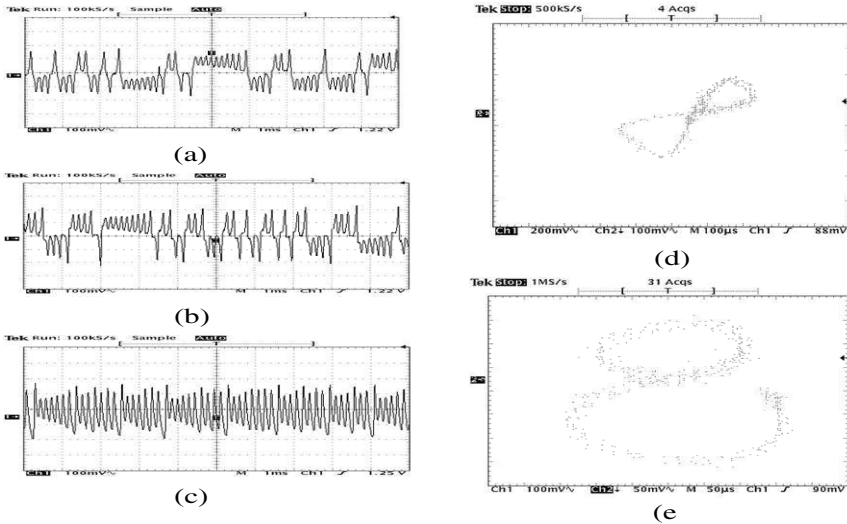 Tek Run: 100kS/s Sample Auto
Ch1 100mV∿ M 1ms Ch1 ∫ 1.22 V
(a)
Tek Run: 100kS/s Sample Auto
Ch1 100mV∿ M 1ms Ch1 ∫ 1.22 V
(b)
Tek Run: 100kS/s Sample Auto
Ch1 100mV∿ M 1ms Ch1 ∫ 1.25 V
(c)
Tek Stop: 500kS/s 4 Acqs
Ch1 200mV∿ Ch2↓ 100mV∿ M 100µs Ch1 ∫ 88mV
(d)
Tek Stop: 1MS/s 31 Acqs
Ch1 100mV∿ Ch2↓ 50mV∿ M 50µs Ch1 ∫ 90mV
(e